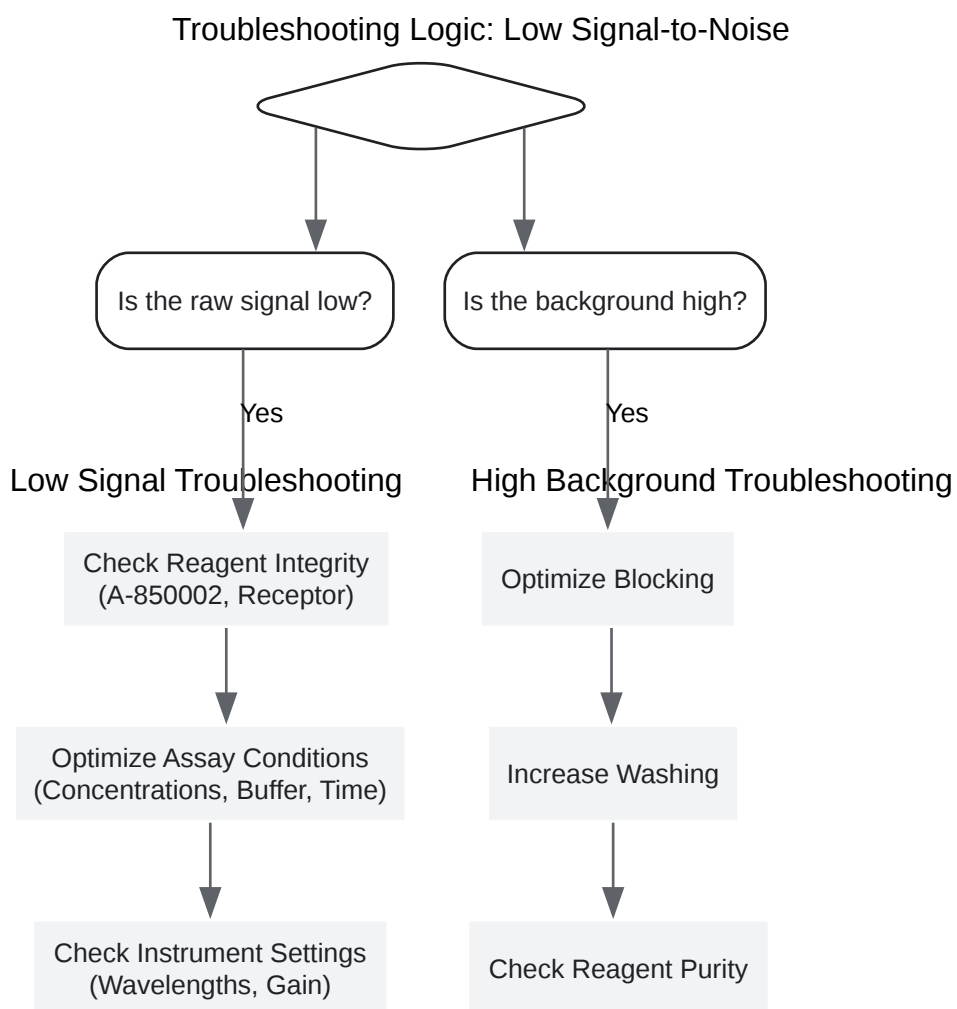 Troubleshooting Logic: Low Signal-to-Noise
Is the raw signal low?
Is the background high?
Yes
Yes
Low Signal Troubleshooting
High Background Troubleshooting
Check Reagent Integrity
(A-850002, Receptor)
Optimize Blocking
Optimize Assay Conditions
(Concentrations, Buffer, Time)
Increase Washing
Check Instrument Settings
(Wavelengths, Gain)
Check Reagent Purity